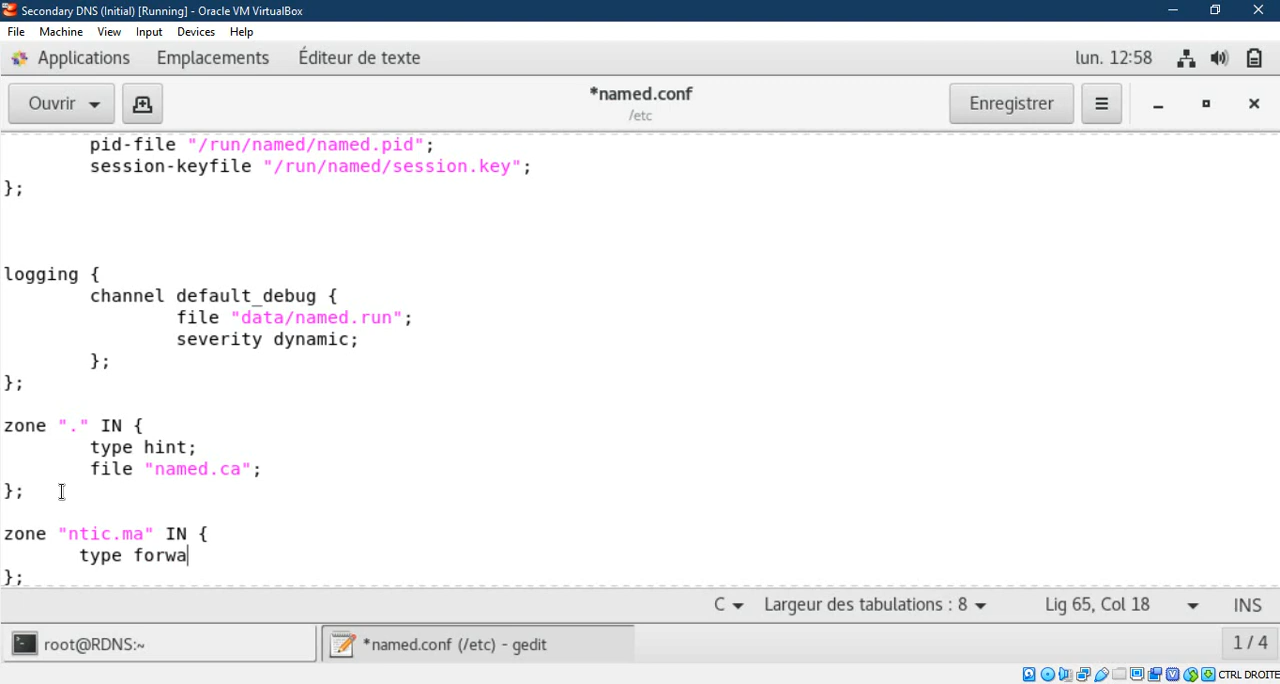 Secondary DNS (Initial) [Running] - Oracle VM VirtualBox
File Machine View Input Devices Help
Applications Emplacements Éditeur de texte lun. 12:58
Ouvrir *named.conf Enregistrer
/etc
pid-file "/run/named/named.pid";
session-keyfile "/run/named/session.key";
};
logging {
channel default_debug {
file "data/named.run";
severity dynamic;
};
};
zone "." IN {
type hint;
file "named.ca";
};
zone "ntic.ma" IN {
type forwa
};
C Largeur des tabulations : 8 Lig 65, Col 18 INS
root@RDNS:~ *named.conf (/etc) - gedit 1 / 4
CTRL DROITE